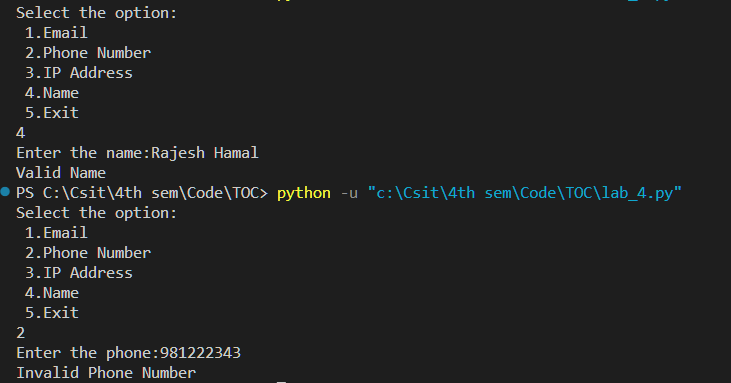 Select the option:
1.Email
2.Phone Number
3.IP Address
4.Name
5.Exit
4
Enter the name:Rajesh Hamal
Valid Name
PS C:\Csit\4th sem\Code\TOC> python -u "c:\Csit\4th sem\Code\TOC\lab_4.py"
Select the option:
1.Email
2.Phone Number
3.IP Address
4.Name
5.Exit
2
Enter the phone:981222343
Invalid Phone Number